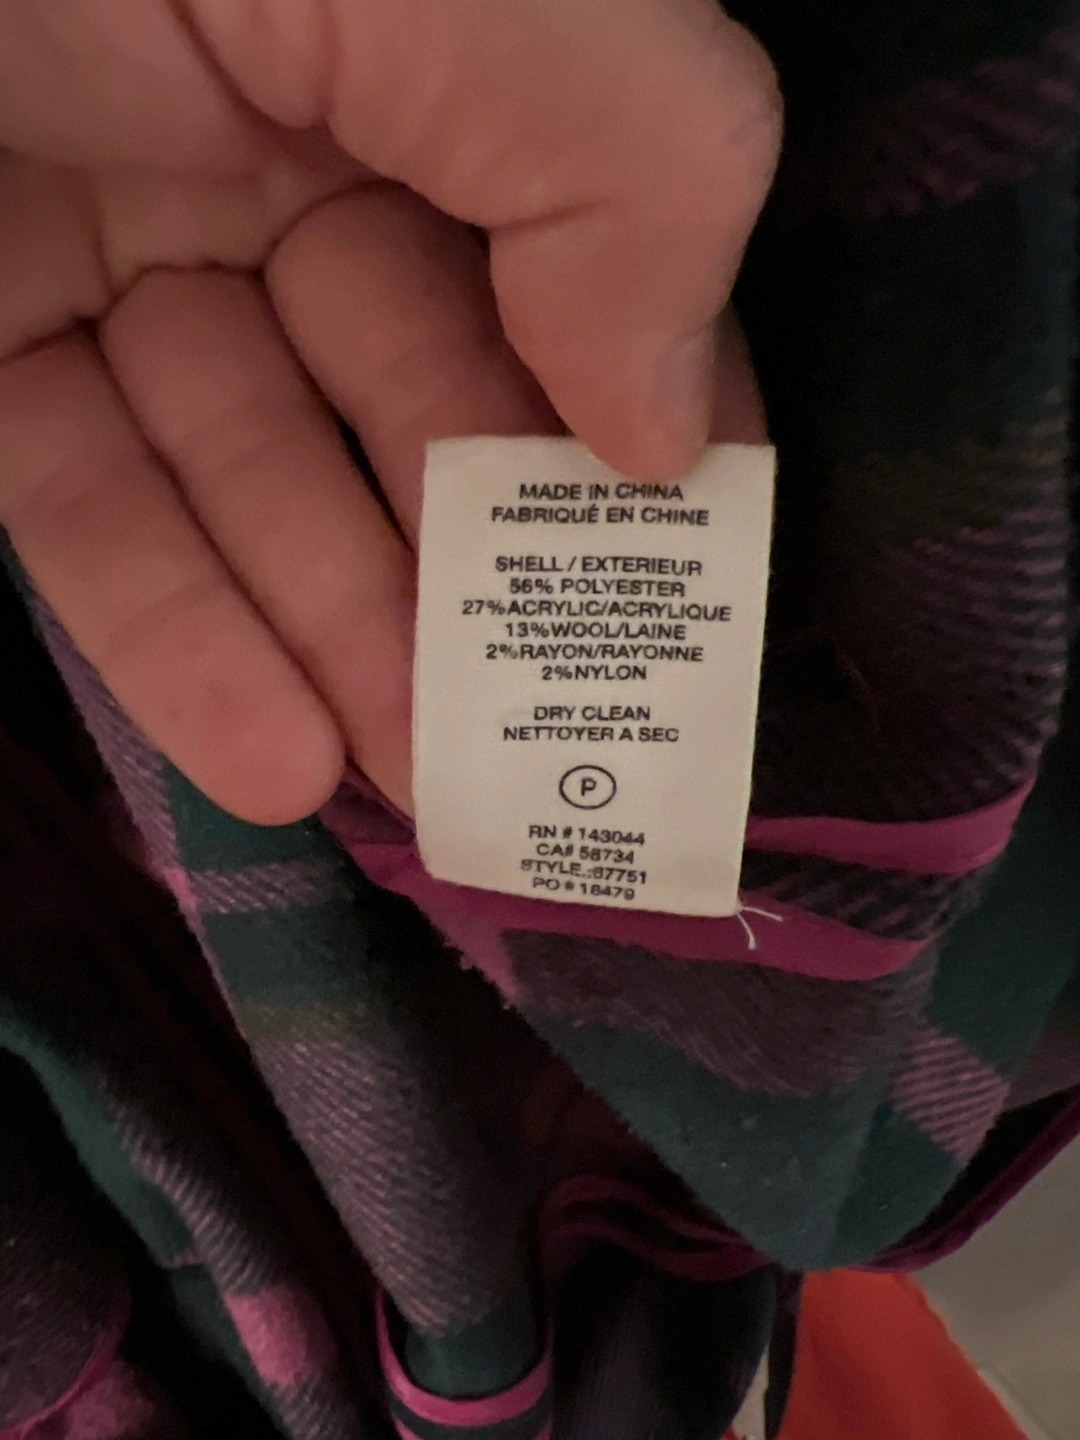 MADE IN CHINA
FABRIQUÉ EN CHINE
SHELL / EXTERIEUR
56% POLYESTER
27%ACRYLIC/ACRYLIQUE
13%WOOL/LAINE
2%RAYON/RAYONNE
2%NYLON
DRY CLEAN
NETTOYER A SEC
P
RN # 143044
CA# 58734
STYLE.:87751
PO # 18479